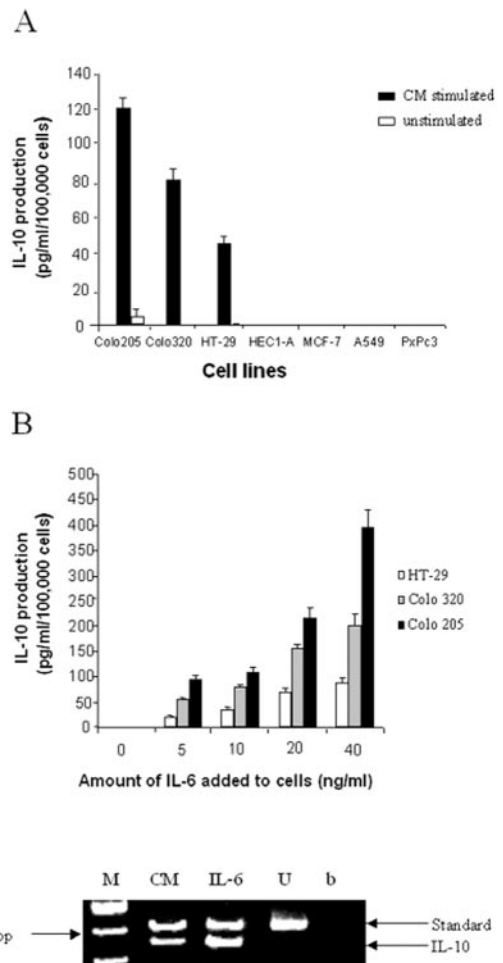 A
140
120
100
80
60
40
20
0
IL-10 production
(pg/ml/100,000 cells)
CM stimulated
unstimulated
Colo205 Colo320 HT-29 HEC1-A MCF-7 A549 PxPc3
Cell lines
B
500
450
400
350
300
250
200
150
100
50
0
IL-10 production
(pg/ml/100,000 cells)
HT-29
Colo 320
Colo 205
0 5 10 20 40
Amount of IL-6 added to cells (ng/ml)
M CM IL-6 U b
Standard
IL-10